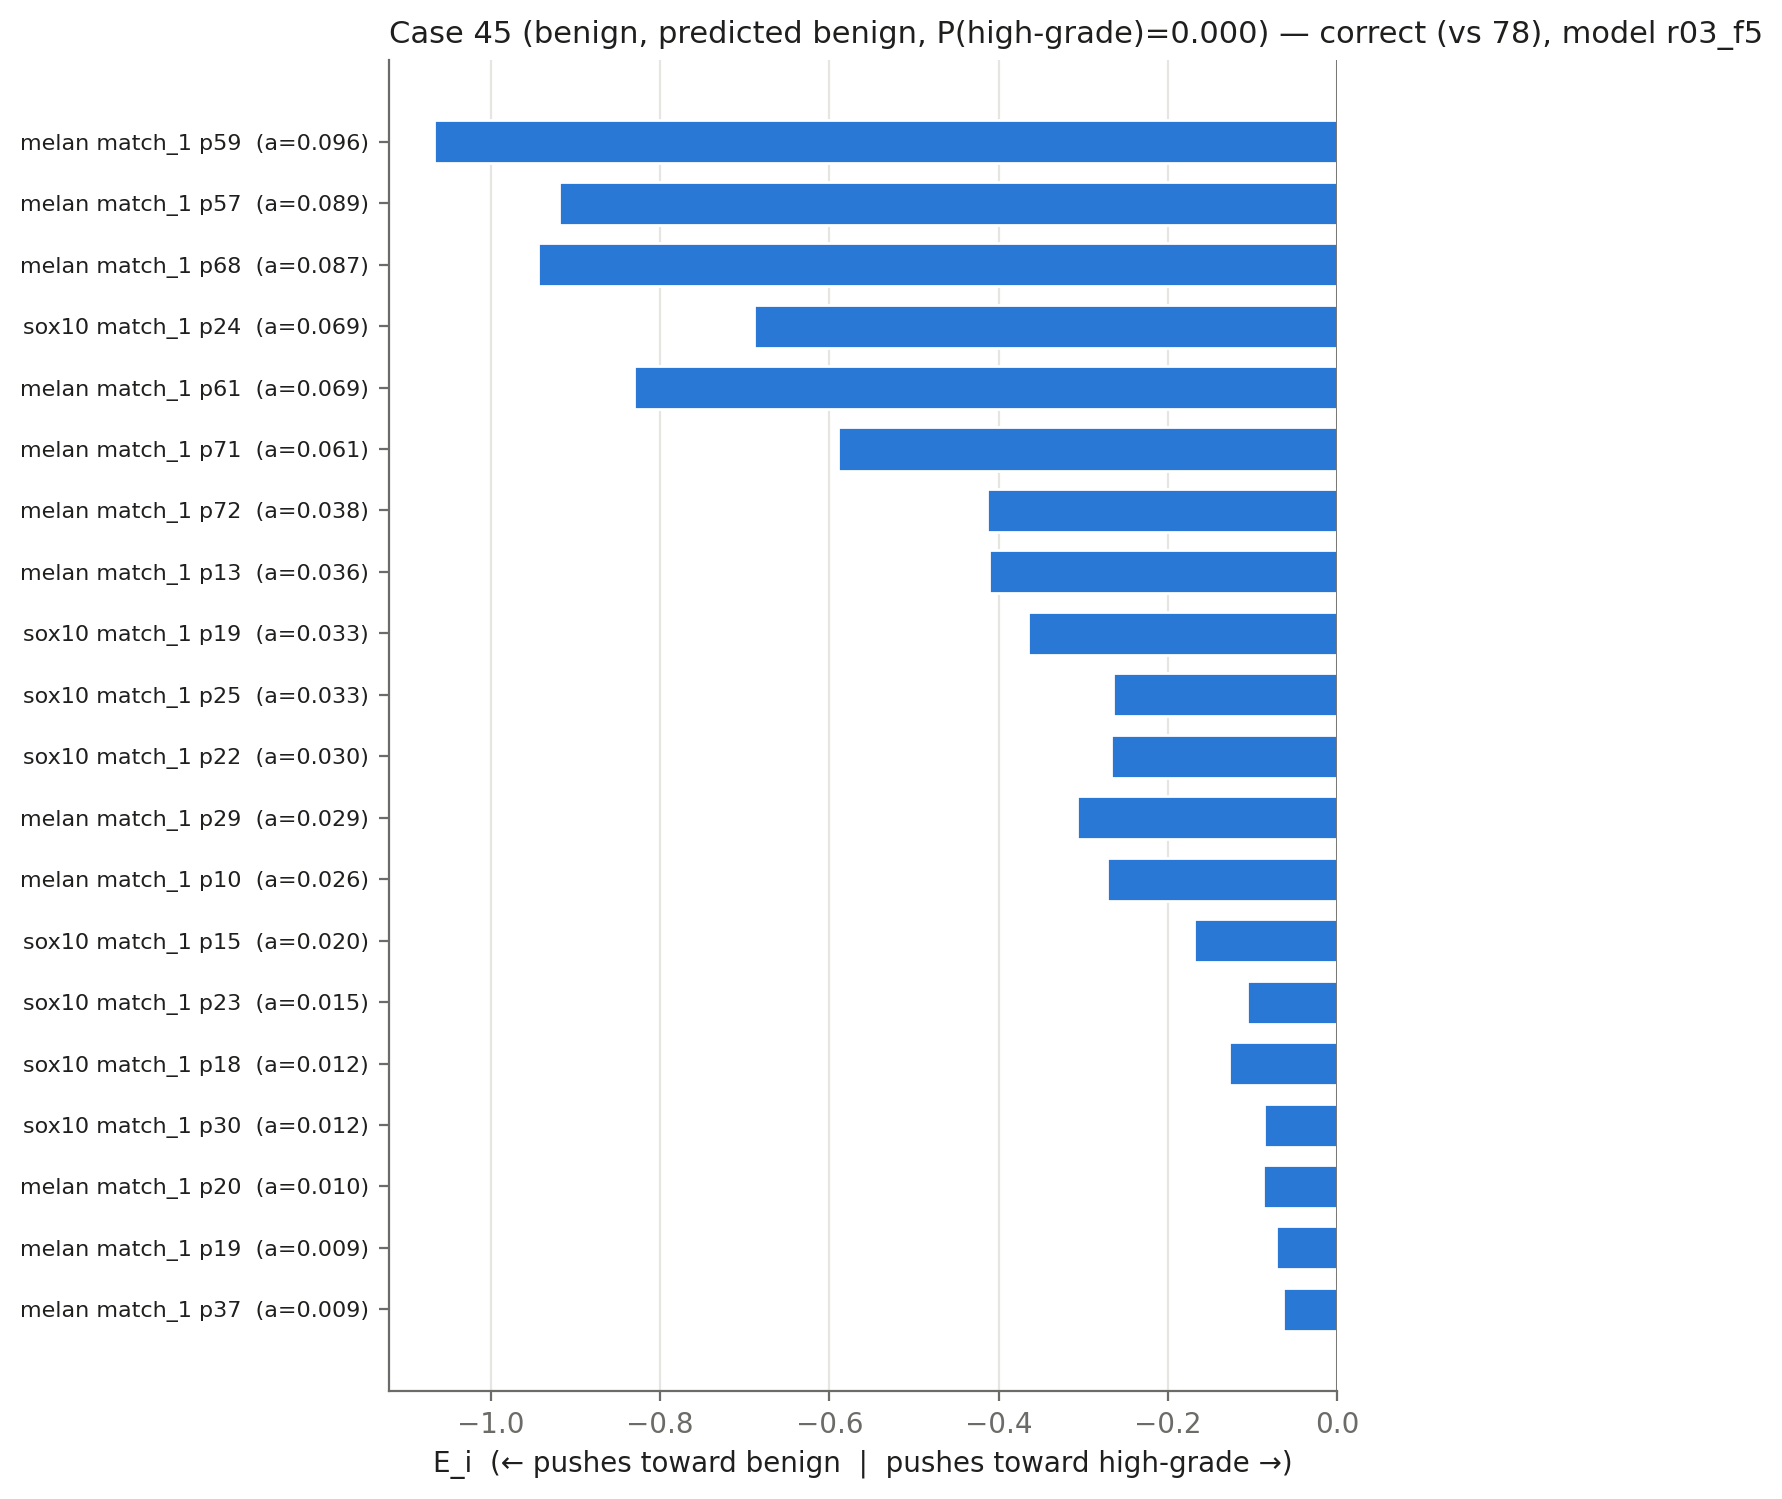 Case 45 (benign, predicted benign, P(high-grade)=0.000) — correct (vs 78), model r03_f5
melan match_1 p59 (a=0.096)
melan match_1 p57 (a=0.089)
melan match_1 p68 (a=0.087)
sox10 match_1 p24 (a=0.069)
melan match_1 p61 (a=0.069)
melan match_1 p71 (a=0.061)
melan match_1 p72 (a=0.038)
melan match_1 p13 (a=0.036)
sox10 match_1 p19 (a=0.033)
sox10 match_1 p25 (a=0.033)
sox10 match_1 p22 (a=0.030)
melan match_1 p29 (a=0.029)
melan match_1 p10 (a=0.026)
sox10 match_1 p15 (a=0.020)
sox10 match_1 p23 (a=0.015)
sox10 match_1 p18 (a=0.012)
sox10 match_1 p30 (a=0.012)
melan match_1 p20 (a=0.010)
melan match_1 p19 (a=0.009)
melan match_1 p37 (a=0.009)
−1.0 −0.8 −0.6 −0.4 −0.2 0.0
E_i (← pushes toward benign | pushes toward high-grade →)